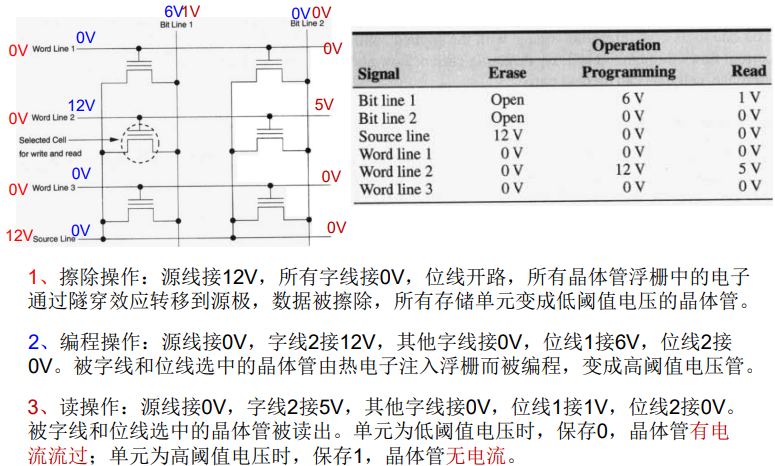 6V1V
0V0V
Bit Line 1
Bit Line 2
0V
0V Word Line 1
0V
12V
5V
0V Word Line 2
Selected Cell
for write and read
0V
0V
0V Word Line 3
0V
0V
12V Source Line
Operation
Signal Erase Programming Read
Bit line 1 Open 6 V 1 V
Bit line 2 Open 0 V 0 V
Source line 12 V 0 V 0 V
Word line 1 0 V 0 V 0 V
Word line 2 0 V 12 V 5 V
Word line 3 0 V 0 V 0 V
1、擦除操作：源线接12V，所有字线接0V，位线开路，所有晶体管浮栅中的电子
通过隧穿效应转移到源极，数据被擦除，所有存储单元变成低阈值电压的晶体管。
2、编程操作：源线接0V，字线2接12V，其他字线接0V，位线1接6V，位线2接
0V。被字线和位线选中的晶体管由热电子注入浮栅而被编程，变成高阈值电压管。
3、读操作：源线接0V，字线2接5V，其他字线接0V，位线1接1V，位线2接0V。
被字线和位线选中的晶体管被读出。单元为低阈值电压时，保存0，晶体管有电
流流过；单元为高阈值电压时，保存1，晶体管无电流。